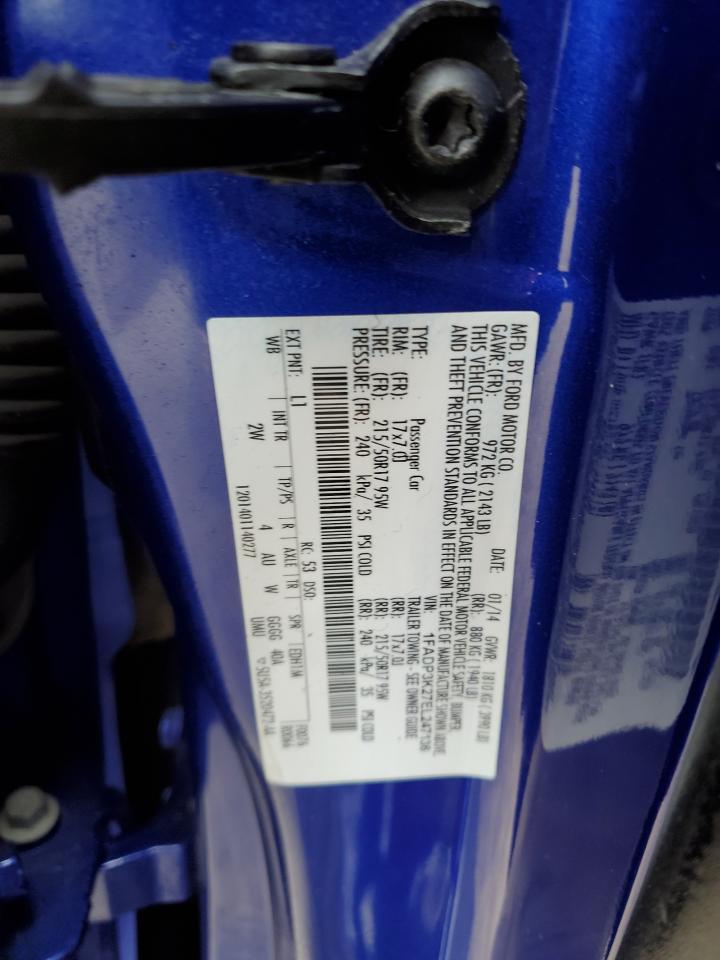 MFD. BY FORD MOTOR CO.
DATE: 01/14 GVWR: 1810 KG ( 3990 LB)
GAWR: (FR): 972 KG ( 2143 LB) (RR): 880 KG ( 1940 LB)
THIS VEHICLE CONFORMS TO ALL APPLICABLE FEDERAL MOTOR VEHICLE SAFETY, BUMPER,
AND THEFT PREVENTION STANDARDS IN EFFECT ON THE DATE OF MANUFACTURE SHOWN ABOVE.
VIN: 1FADP3K27EL247138
TYPE: Passenger Car TRAILER TOWING - SEE OWNER GUIDE
RIM: (FR): 17x7.0J (RR): 17x7.0J
TIRE: (FR): 215/50R17 95W (RR): 215/50R17 95W
PRESSURE: (FR): 240 kPa/ 35 PSI COLD (RR): 240 kPa/ 35 PSI COLD
RC: 53 DSO:
EXT PNT: L1
WB INT TR TP/PS R AXLE TR SPR EDH1M
2W 4 AU W GGGG 40A
UMU
1201401140277